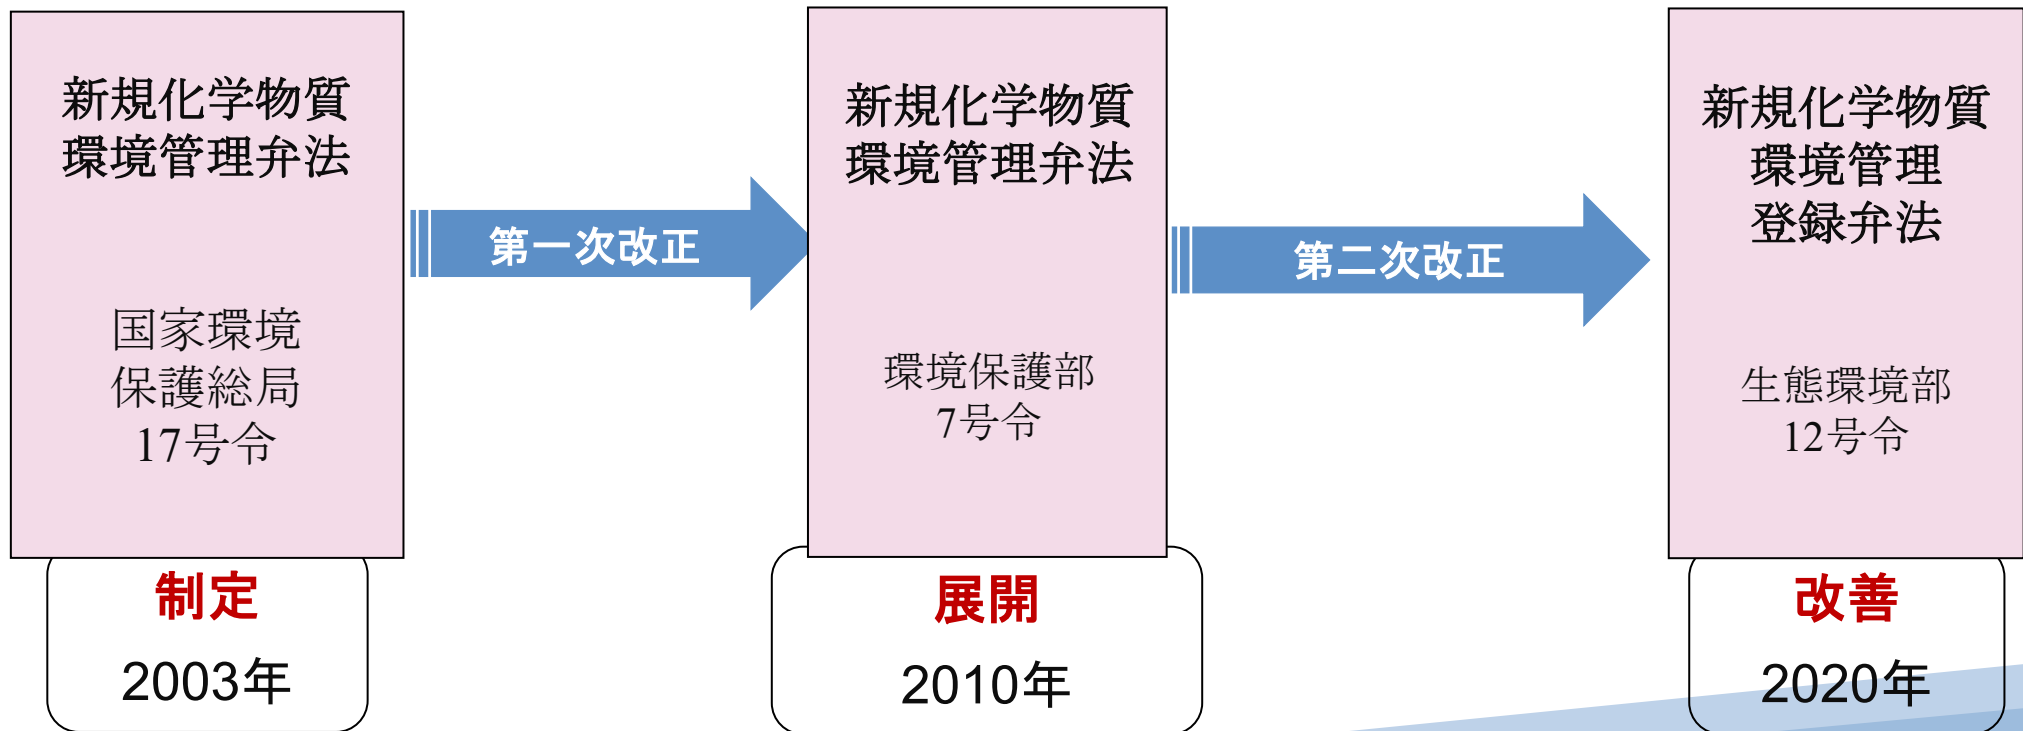 新規化学物質
環境管理弁法
国家環境
保護総局
17号令
制定
2003年
第一次改正
新規化学物質
環境管理弁法
環境保護部
7号令
展開
2010年
第二次改正
新規化学物質
環境管理
登録弁法
生態環境部
12号令
改善
2020年